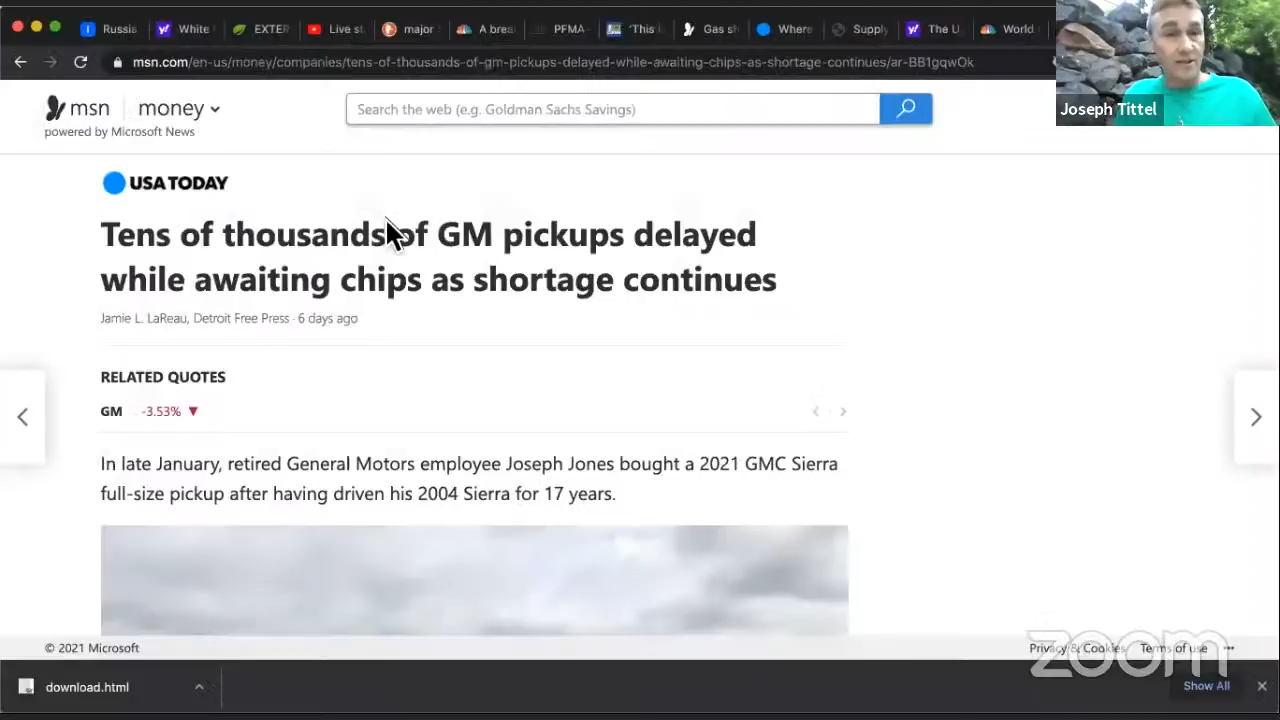 Russia
White
EXTER
Live st
major
A brea
PFMA
'This i
Gas sh
Where
Supply
The U
World
msn.com/en-us/money/companies/tens-of-thousands-of-gm-pickups-delayed-while-awaiting-chips-as-shortage-continues/ar-BB1gqwOk
Joseph Tittel
msn money
Search the web (e.g. Goldman Sachs Savings)
powered by Microsoft News
USA TODAY
Tens of thousands of GM pickups delayed
while awaiting chips as shortage continues
Jamie L. LaReau, Detroit Free Press · 6 days ago
RELATED QUOTES
GM -3.53% ▼
In late January, retired General Motors employee Joseph Jones bought a 2021 GMC Sierra
full-size pickup after having driven his 2004 Sierra for 17 years.
© 2021 Microsoft
Privacy & Cookies Terms of use
zoom
download.html
Show All